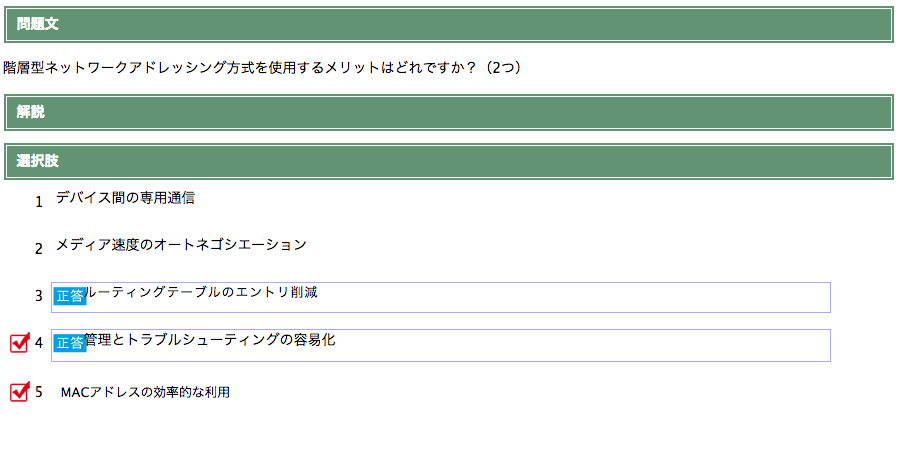 問題文
階層型ネットワークアドレッシング方式を使用するメリットはどれですか？（2つ）
解説
選択肢
1 デバイス間の専用通信
2 メディア速度のオートネゴシエーション
3 正答ルーティングテーブルのエントリ削減
4 正答管理とトラブルシューティングの容易化
5 MACアドレスの効率的な利用